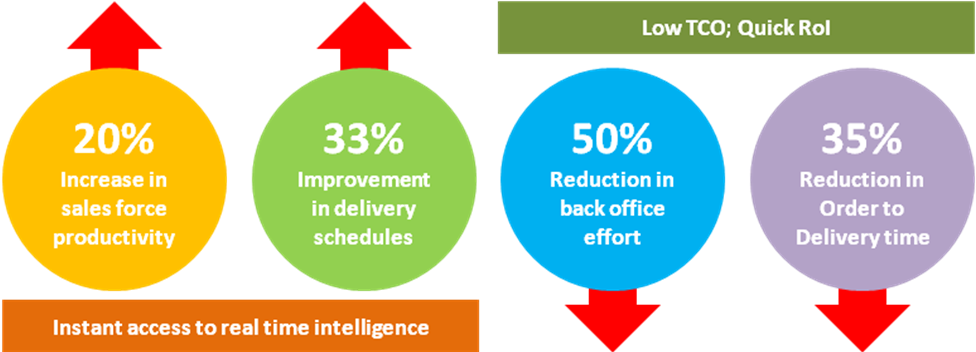 Low TCO; Quick RoI
20%
Increase in
sales force
productivity
33%
Improvement
in delivery
schedules
50%
Reduction in
back office
effort
35%
Reduction in
Order to
Delivery time
Instant access to real time intelligence